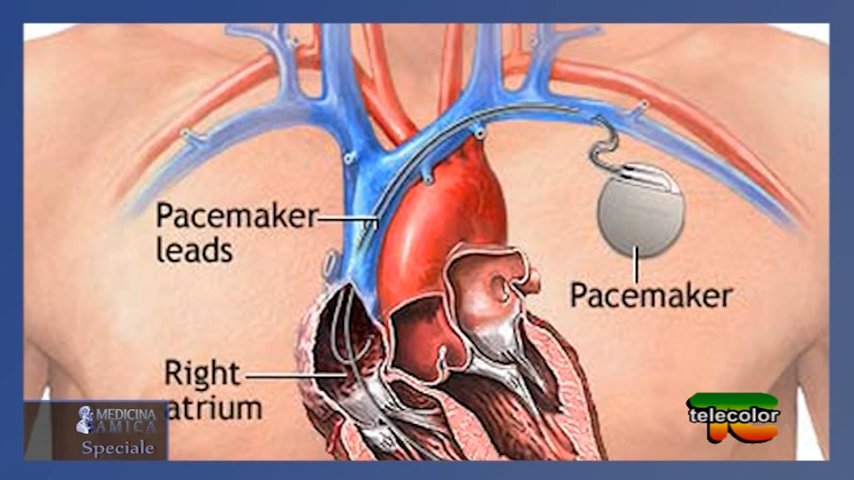 Pacemaker
leads
Pacemaker
Right
atrium
MEDICINA
AMICA
Speciale
telecolor